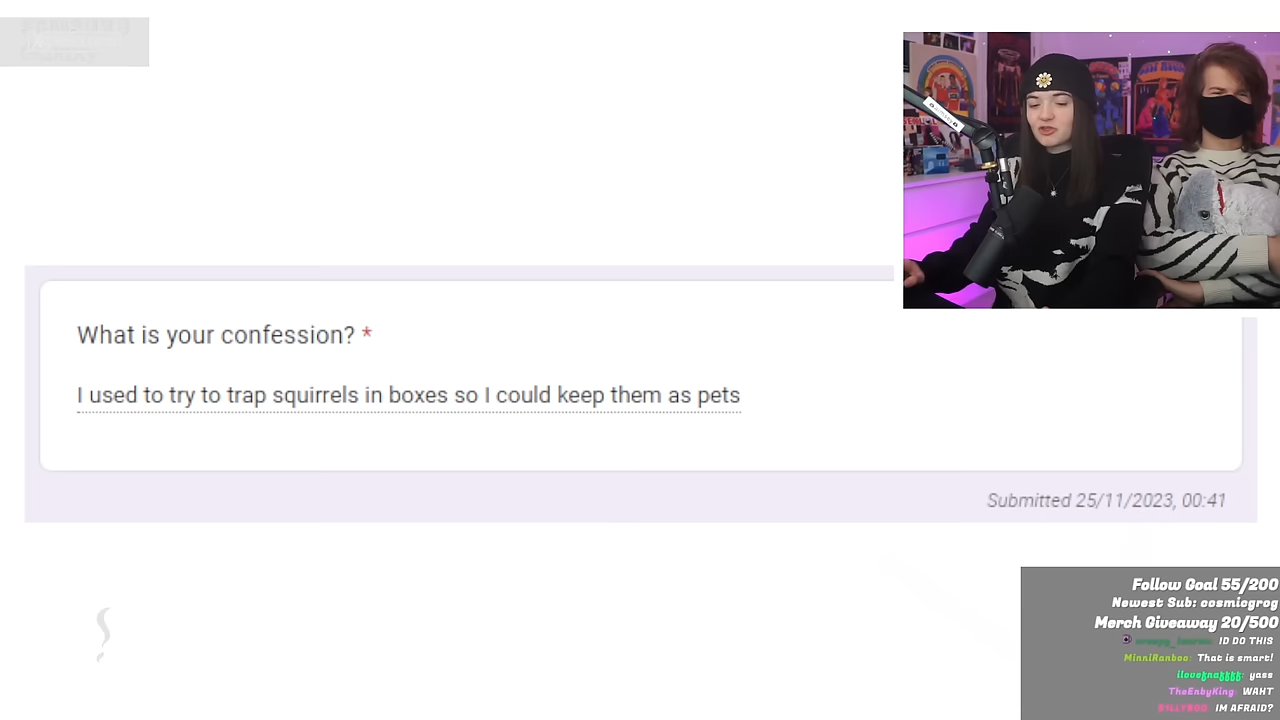 What is your confession? *
I used to try to trap squirrels in boxes so I could keep them as pets
Submitted 25/11/2023, 00:41
Follow Goal 55/200
Newest Sub: cosmicgrog
Merch Giveaway 20/500
ID DO THIS
MinniRanboo: That is smart!
yass
TheEnbyKing: WAHT
IM AFRAID?